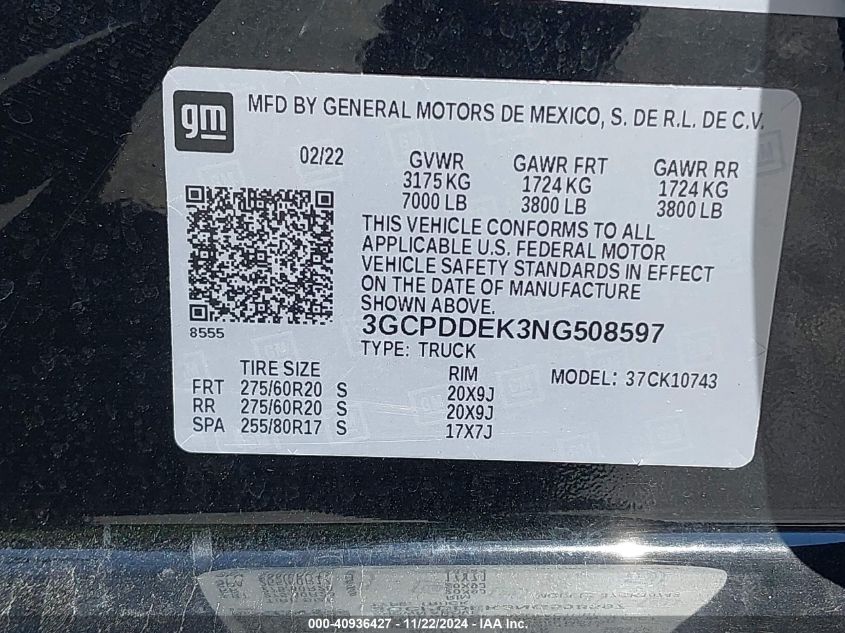 gm MFD BY GENERAL MOTORS DE MEXICO, S. DE R.L. DE C.V.
02/22 GVWR GAWR FRT GAWR RR
3175 KG 1724 KG 1724 KG
7000 LB 3800 LB 3800 LB
THIS VEHICLE CONFORMS TO ALL
APPLICABLE U.S. FEDERAL MOTOR
VEHICLE SAFETY STANDARDS IN EFFECT
ON THE DATE OF MANUFACTURE
SHOWN ABOVE.
8555 3GCPDDEK3NG508597
TYPE: TRUCK
TIRE SIZE RIM MODEL: 37CK10743
FRT 275/60R20 S 20X9J
RR 275/60R20 S 20X9J
SPA 255/80R17 S 17X7J
000-40936427 - 11/22/2024 - IAA Inc.